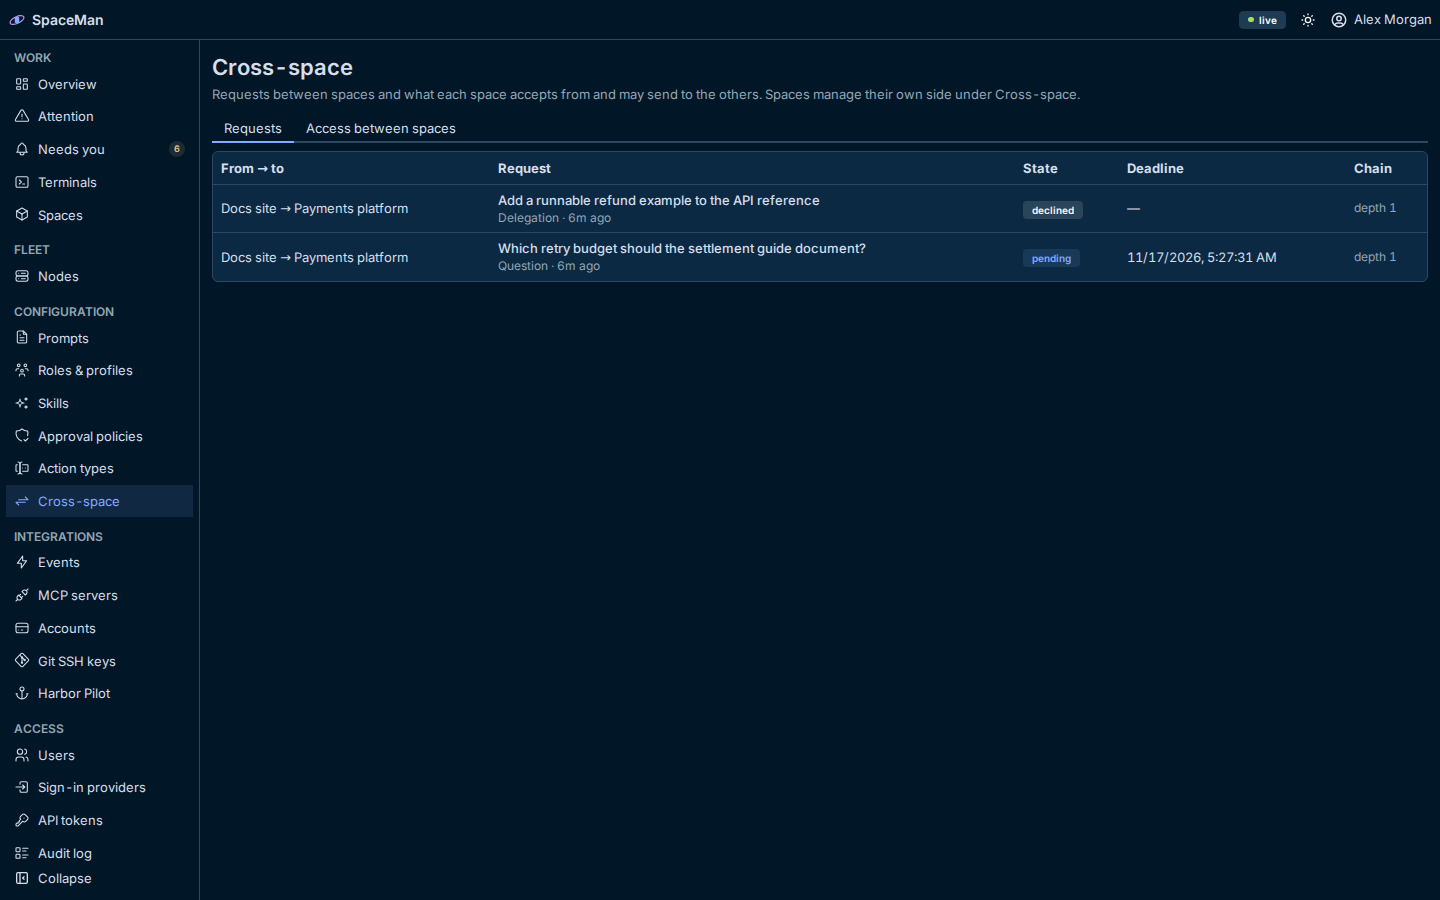 SpaceMan
live
Alex Morgan
WORK
Overview
Attention
Needs you
6
Terminals
Spaces
FLEET
Nodes
CONFIGURATION
Prompts
Roles & profiles
Skills
Approval policies
Action types
Cross-space
INTEGRATIONS
Events
MCP servers
Accounts
Git SSH keys
Harbor Pilot
ACCESS
Users
Sign-in providers
API tokens
Audit log
Collapse
Cross-space
Requests between spaces and what each space accepts from and may send to the others. Spaces manage their own side under Cross-space.
Requests Access between spaces
From → to Request State Deadline Chain
Docs site → Payments platform
Add a runnable refund example to the API reference
Delegation · 6m ago
declined
—
depth 1
Docs site → Payments platform
Which retry budget should the settlement guide document?
Question · 6m ago
pending
11/17/2026, 5:27:31 AM
depth 1